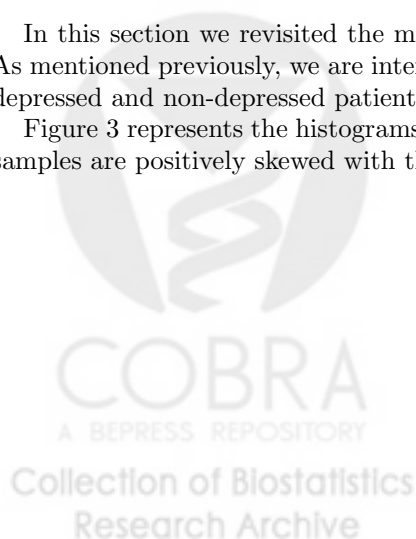 In this section we revisited the m
As mentioned previously, we are inter
depressed and non-depressed patient
Figure 3 represents the histograms
samples are positively skewed with th
COBRA
A BEPRESS REPOSITORY
Collection of Biostatistics
Research Archive